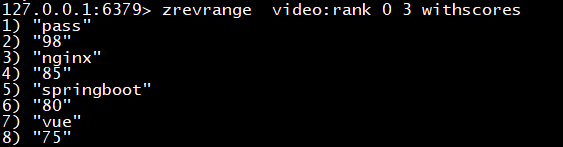 127.0.0.1:6379> zrevrange  video:rank 0 3 withscores
1) "pass"
2) "98"
3) "nginx"
4) "85"
5) "springboot"
6) "80"
7) "vue"
8) "75"